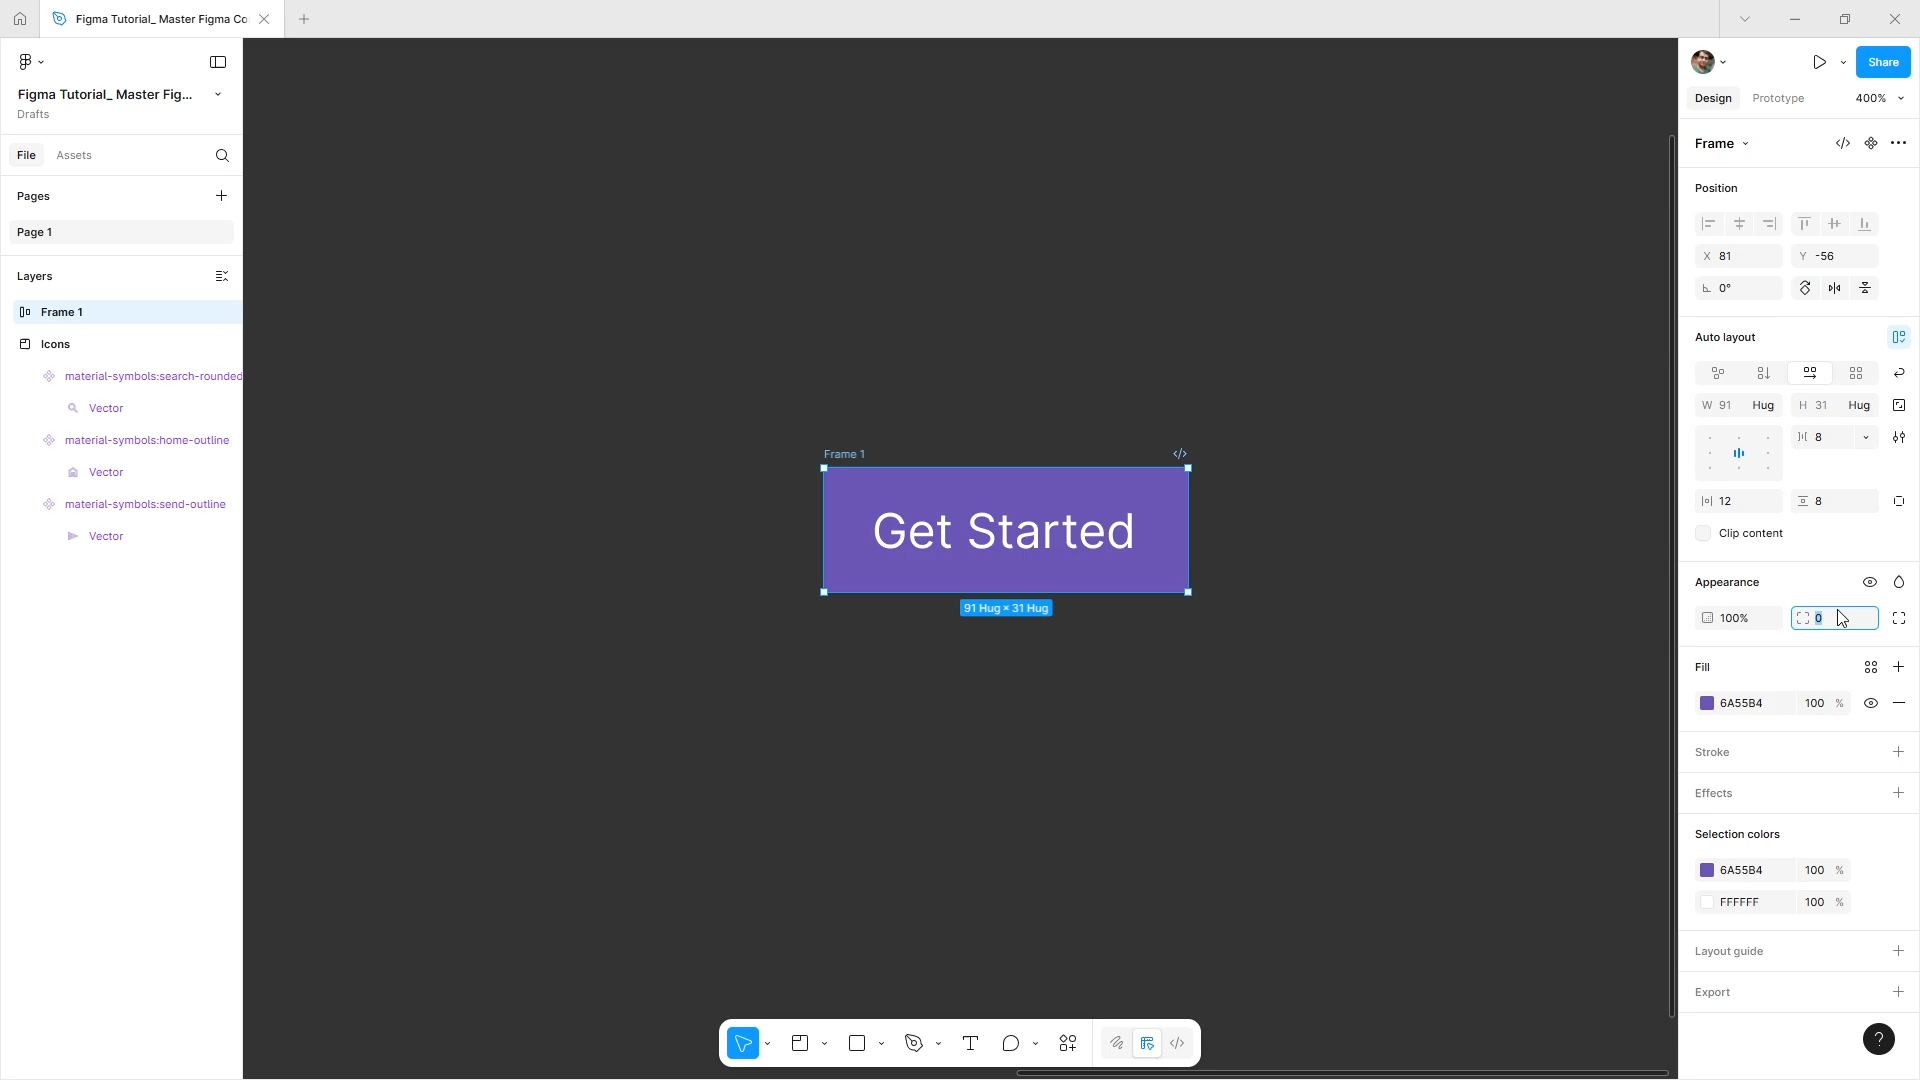 Figma Tutorial_ Master Figma Co
Figma Tutorial_ Master Fig...
Drafts
File
Assets
Pages
Page 1
Layers
Frame 1
Icons
material-symbols:search-rounded
Vector
material-symbols:home-outline
Vector
material-symbols:send-outline
Vector
Frame 1
Get Started
91 Hug × 31 Hug
Share
Design
Prototype
400%
Frame
Position
X 81
Y -56
0°
Auto layout
W 91 Hug
H 31 Hug
8
12
8
Clip content
Appearance
100%
0
Fill
6A55B4 100 %
Stroke
Effects
Selection colors
6A55B4 100 %
FFFFFF 100 %
Layout guide
Export
?